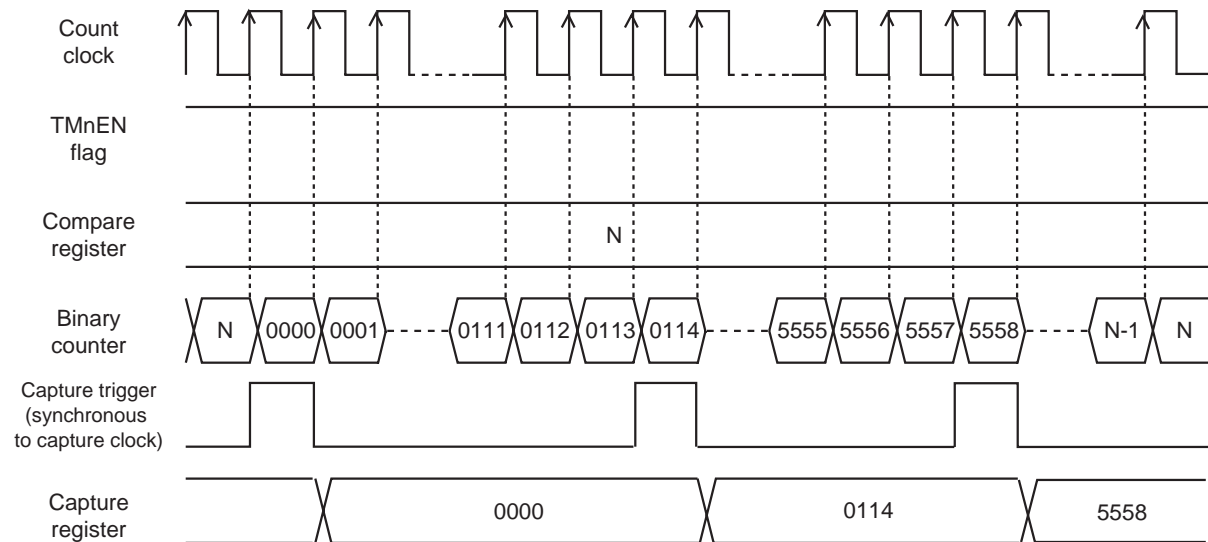 Count
clock
TMnEN
flag
Compare
register
N
Binary
counter
N 0000 0001 0111 0112 0113 0114 5555 5556 5557 5558 N-1 N
Capture trigger
(synchronous
to capture clock)
Capture
register
0000 0114 5558